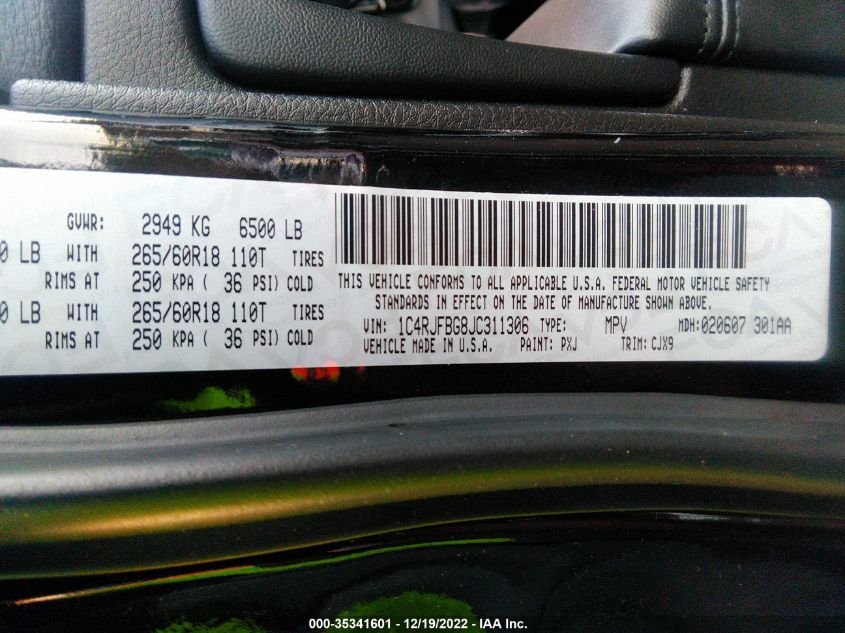 GVWR: 2949 KG 6500 LB
0 LB WITH 265/60R18 110T TIRES
RIMS AT 250 KPA ( 36 PSI) COLD
0 LB WITH 265/60R18 110T TIRES
RIMS AT 250 KPA ( 36 PSI) COLD
THIS VEHICLE CONFORMS TO ALL APPLICABLE U.S.A. FEDERAL MOTOR VEHICLE SAFETY
STANDARDS IN EFFECT ON THE DATE OF MANUFACTURE SHOWN ABOVE.
VIN: 1C4RJFBG8JC311306 TYPE: MPV MDH:020607 301AA
VEHICLE MADE IN U.S.A. PAINT: PXJ TRIM: CJX9
000-35341601 - 12/19/2022 - IAA, Inc.